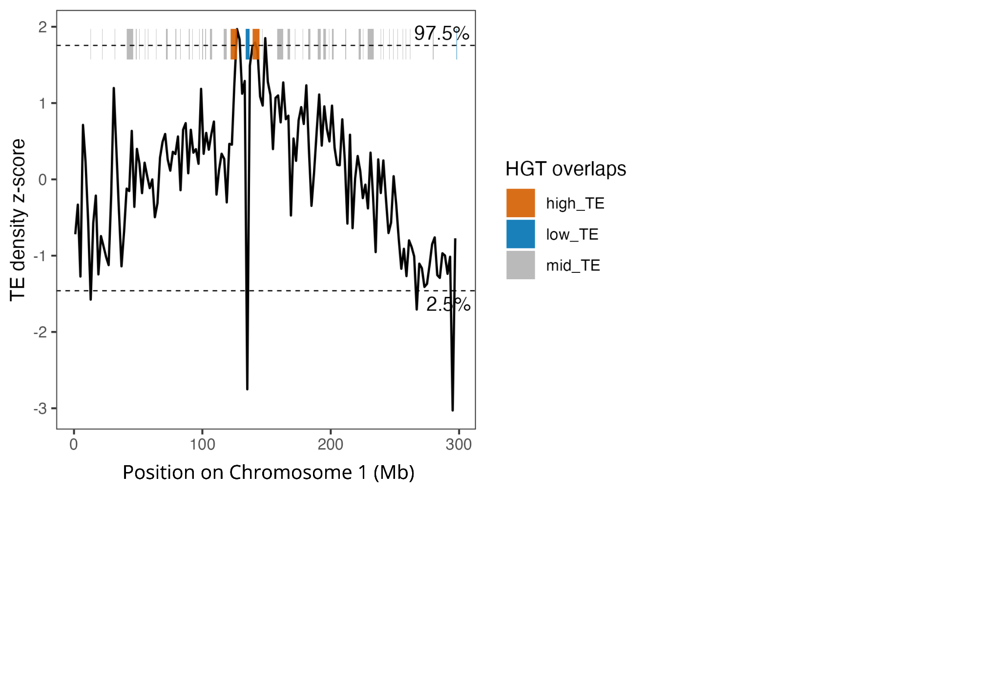 2
1
0
-1
-2
-3
TE density z-score
97.5%
2.5%
0 100 200 300
Position on Chromosome 1 (Mb)
HGT overlaps
high_TE
low_TE
mid_TE